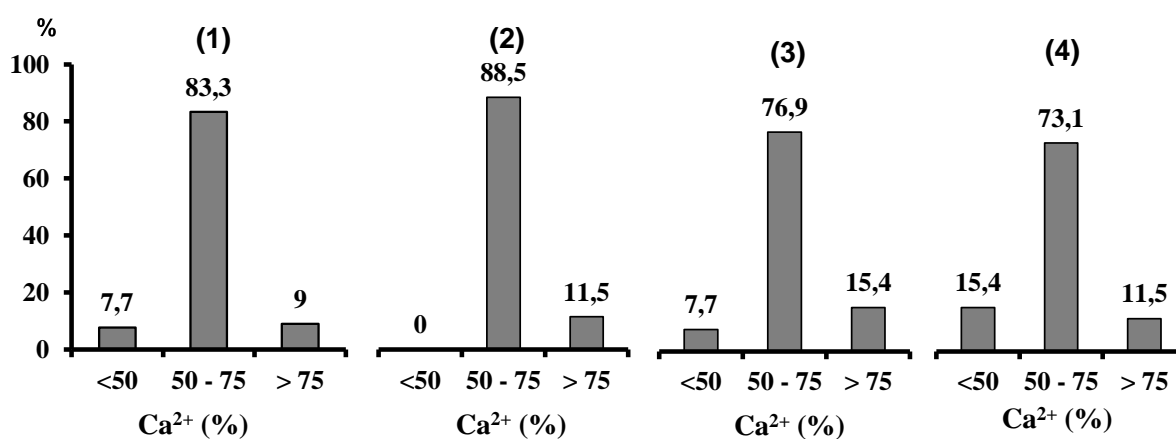 %
(1) (2) (3) (4)
100
80
60
40
20
0
7,7 83,3 9
0 88,5 11,5
7,7 76,9 15,4
15,4 73,1 11,5
<50 50 - 75 > 75 <50 50 - 75 > 75 <50 50 - 75 > 75 <50 50 - 75 > 75
Ca²⁺ (%) Ca²⁺ (%) Ca²⁺ (%) Ca²⁺ (%)